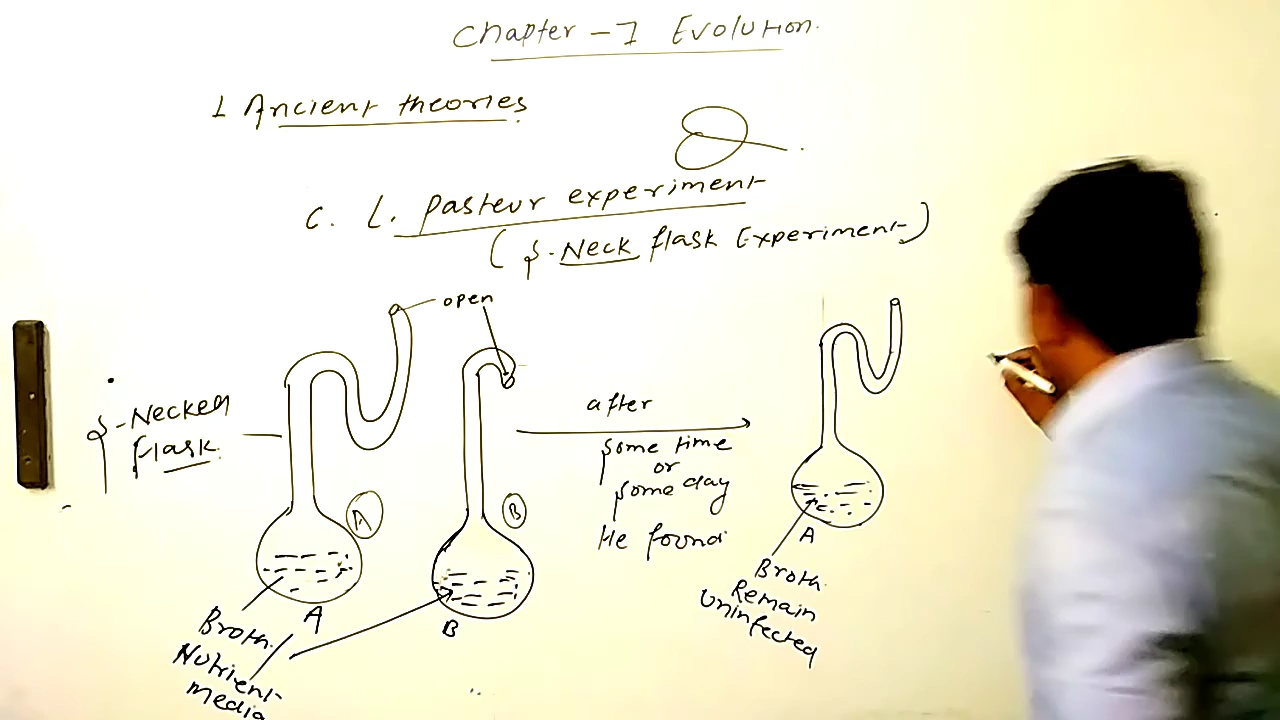 Chapter - 7 Evolution.
1 Ancient theories
C. L. Pasteur experiment
(S-Neck flask Experiment)
open
S-Necked
flask
A
B
A
B
Broth.
Nutrient
media
after
some time
or
some day
He found
A
Broth
Remain
Uninfected